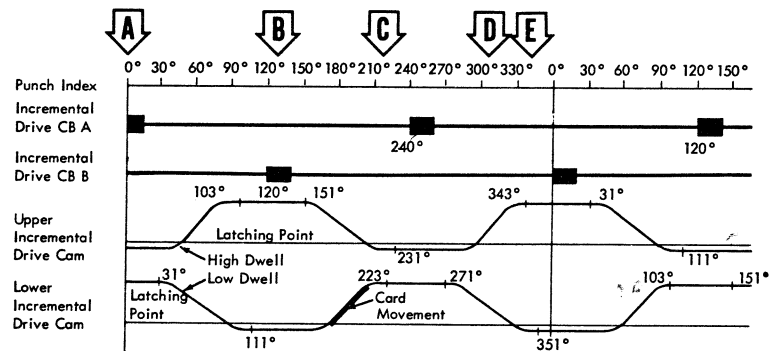 A B C D E
0° 30° 60° 90° 120° 150° 180° 210° 240° 270° 300° 330° 0° 30° 60° 90° 120° 150°
Punch Index
Incremental
Drive CB A
240° 120°
Incremental
Drive CB B
103° 120° 151° 343° 31°
Upper
Incremental
Drive Cam
Latching Point
231° 111°
High Dwell
Low Dwell
31° 223° 271° 103° 151°
Lower
Incremental
Drive Cam
Latching
Point
Card
Movement
111° 351°